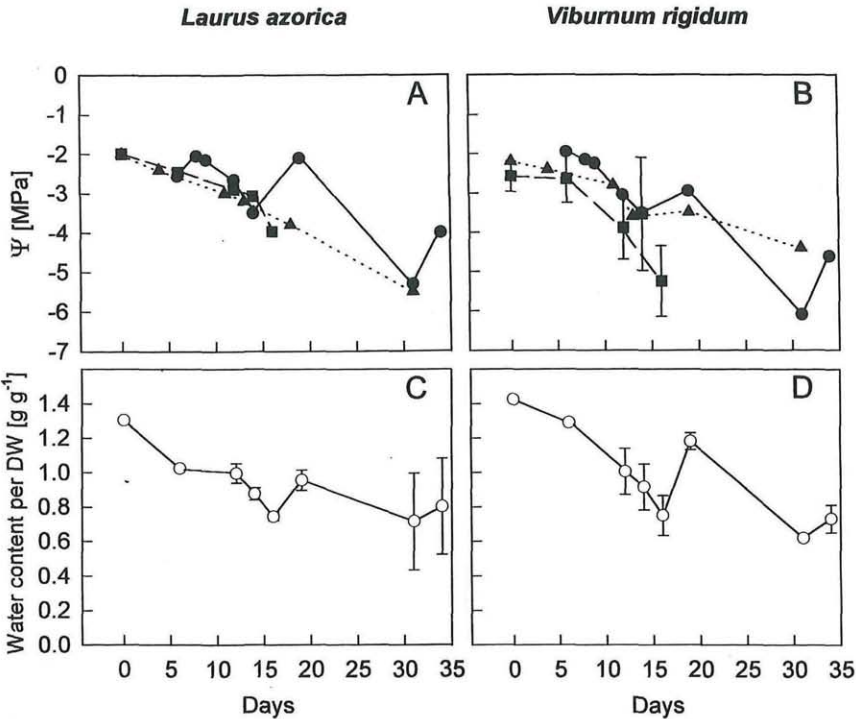 Laurus azorica Viburnum rigidum
A B
0
-1
-2
-3
-4
-5
-6
-7
Ψ [MPa]
C D
1.4
1.2
1.0
0.8
0.6
0.4
0.2
0.0
Water content per DW [g g⁻¹]
0 5 10 15 20 25 30 35 0 5 10 15 20 25 30 35
Days Days